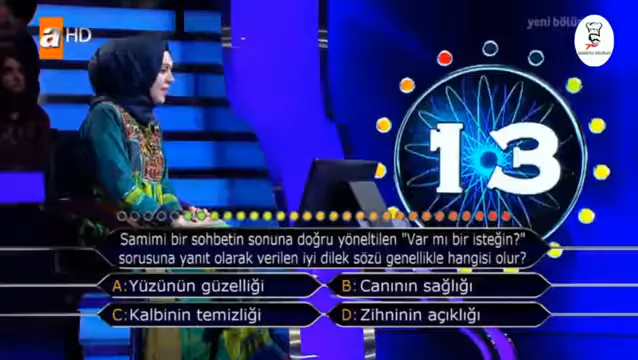 a HD
yeni bölüm
13
Samimi bir sohbetin sonuna doğru yöneltilen "Var mı bir isteğin?"
sorusuna yanıt olarak verilen iyi dilek sözü genellikle hangisi olur?
A: Yüzünün güzelliği
B: Canının sağlığı
C: Kalbinin temizliği
D: Zihninin açıklığı